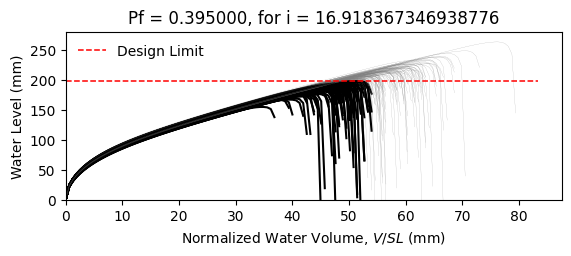 Pf = 0.395000, for i = 16.918367346938776
Design Limit
Water Level (mm)
250
200
150
100
50
0
0 10 20 30 40 50 60 70 80
Normalized Water Volume, V/SL (mm)